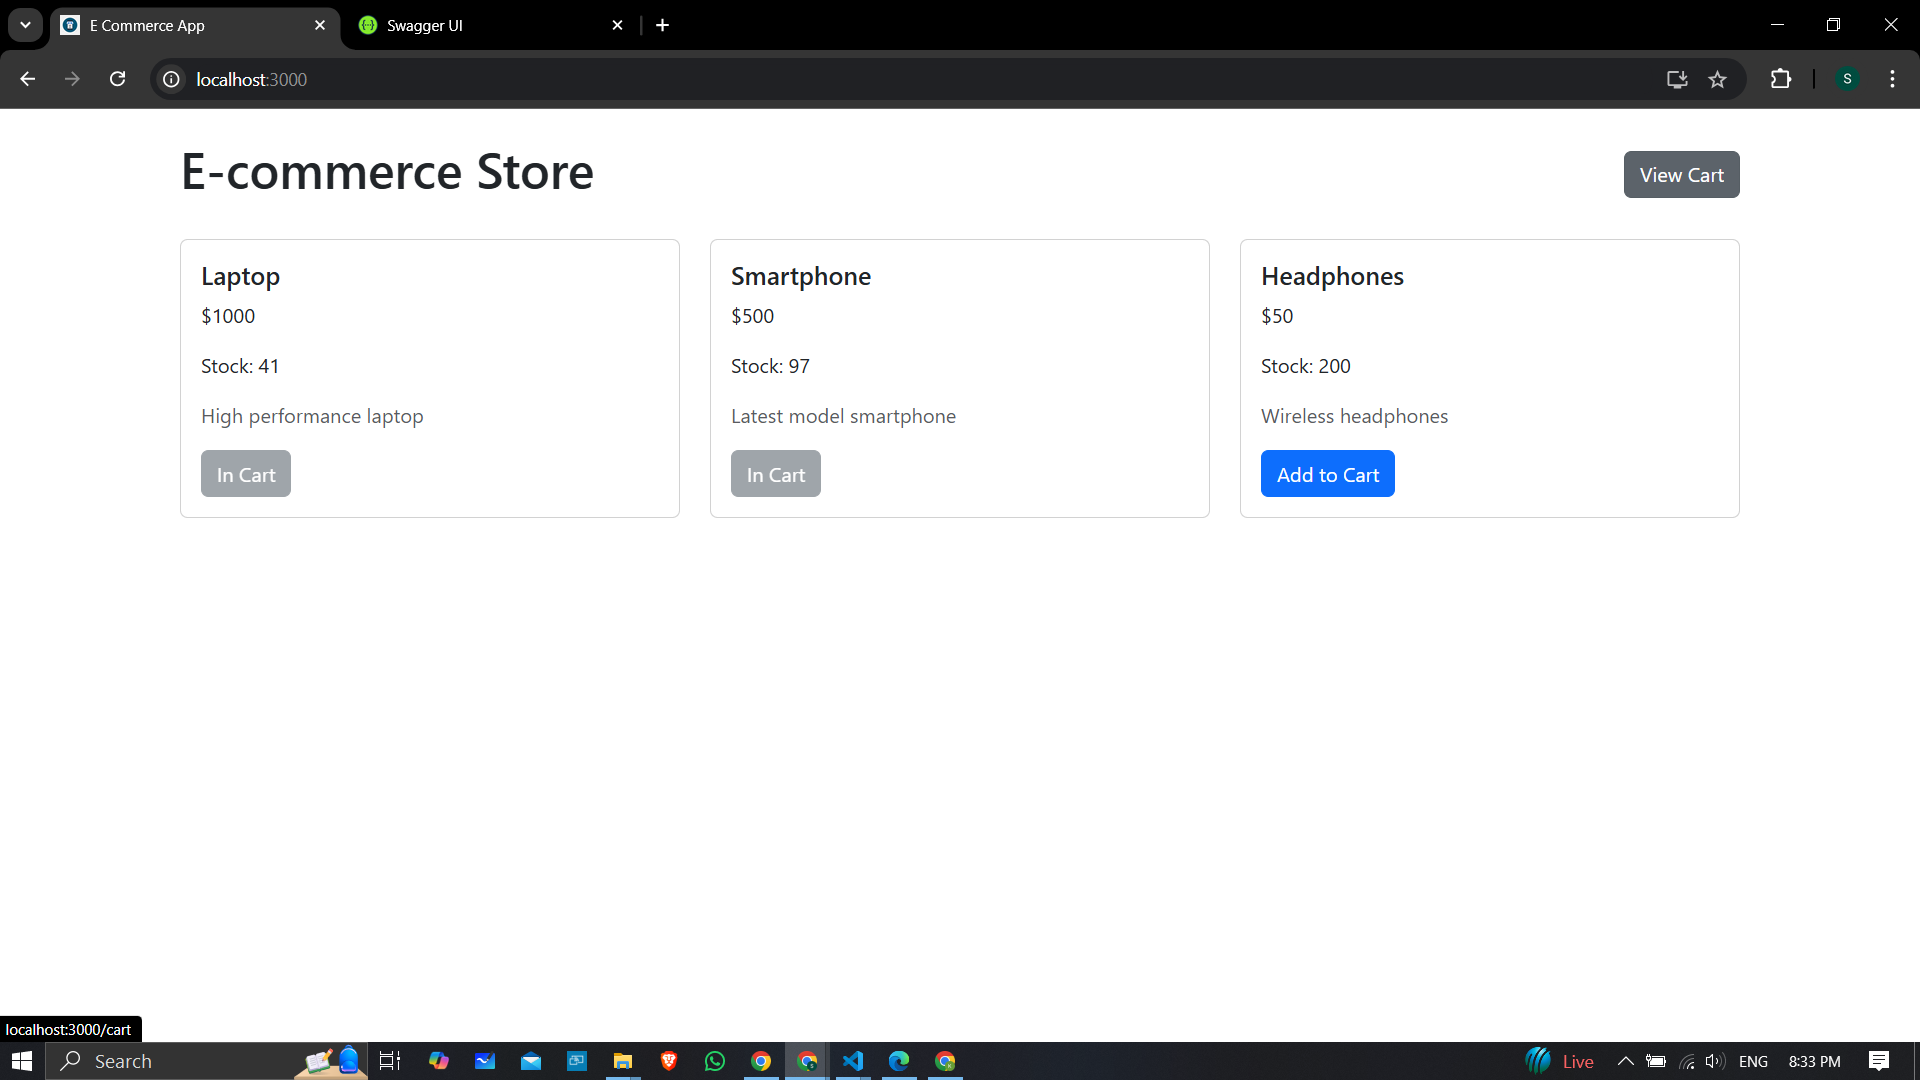 E Commerce App
Swagger UI
localhost:3000
S
E-commerce Store
View Cart
Laptop
$1000
Stock: 41
High performance laptop
In Cart
Smartphone
$500
Stock: 97
Latest model smartphone
In Cart
Headphones
$50
Stock: 200
Wireless headphones
Add to Cart
localhost:3000/cart
Search
Live
ENG
8:33 PM